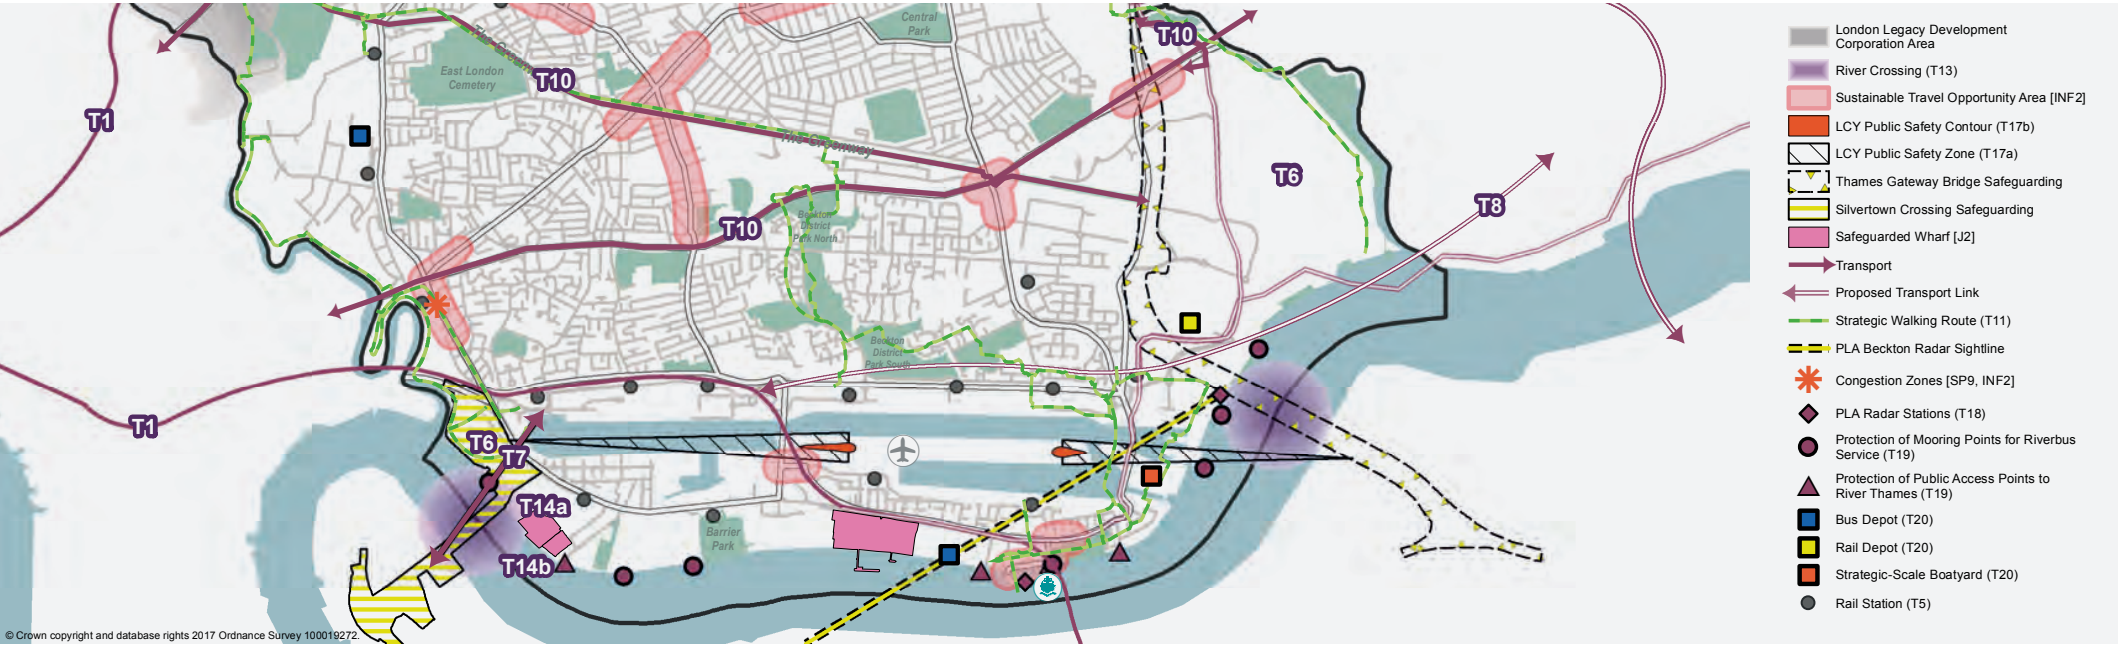 Central
Park
T10
The Greenway
East London
Cemetery
T10
T1
The Greenway
T6
T8
Beckton
District
Park North
T10
Beckton
District
Park South
T1
T6
T7
T14a
Barrier
Park
T14b
© Crown copyright and database rights 2017 Ordnance Survey 100019272.
London Legacy Development
Corporation Area
River Crossing (T13)
Sustainable Travel Opportunity Area [INF2]
LCY Public Safety Contour (T17b)
LCY Public Safety Zone (T17a)
Thames Gateway Bridge Safeguarding
Silvertown Crossing Safeguarding
Safeguarded Wharf [J2]
Transport
Proposed Transport Link
Strategic Walking Route (T11)
PLA Beckton Radar Sightline
Congestion Zones [SP9, INF2]
PLA Radar Stations (T18)
Protection of Mooring Points for Riverbus
Service (T19)
Protection of Public Access Points to
River Thames (T19)
Bus Depot (T20)
Rail Depot (T20)
Strategic-Scale Boatyard (T20)
Rail Station (T5)